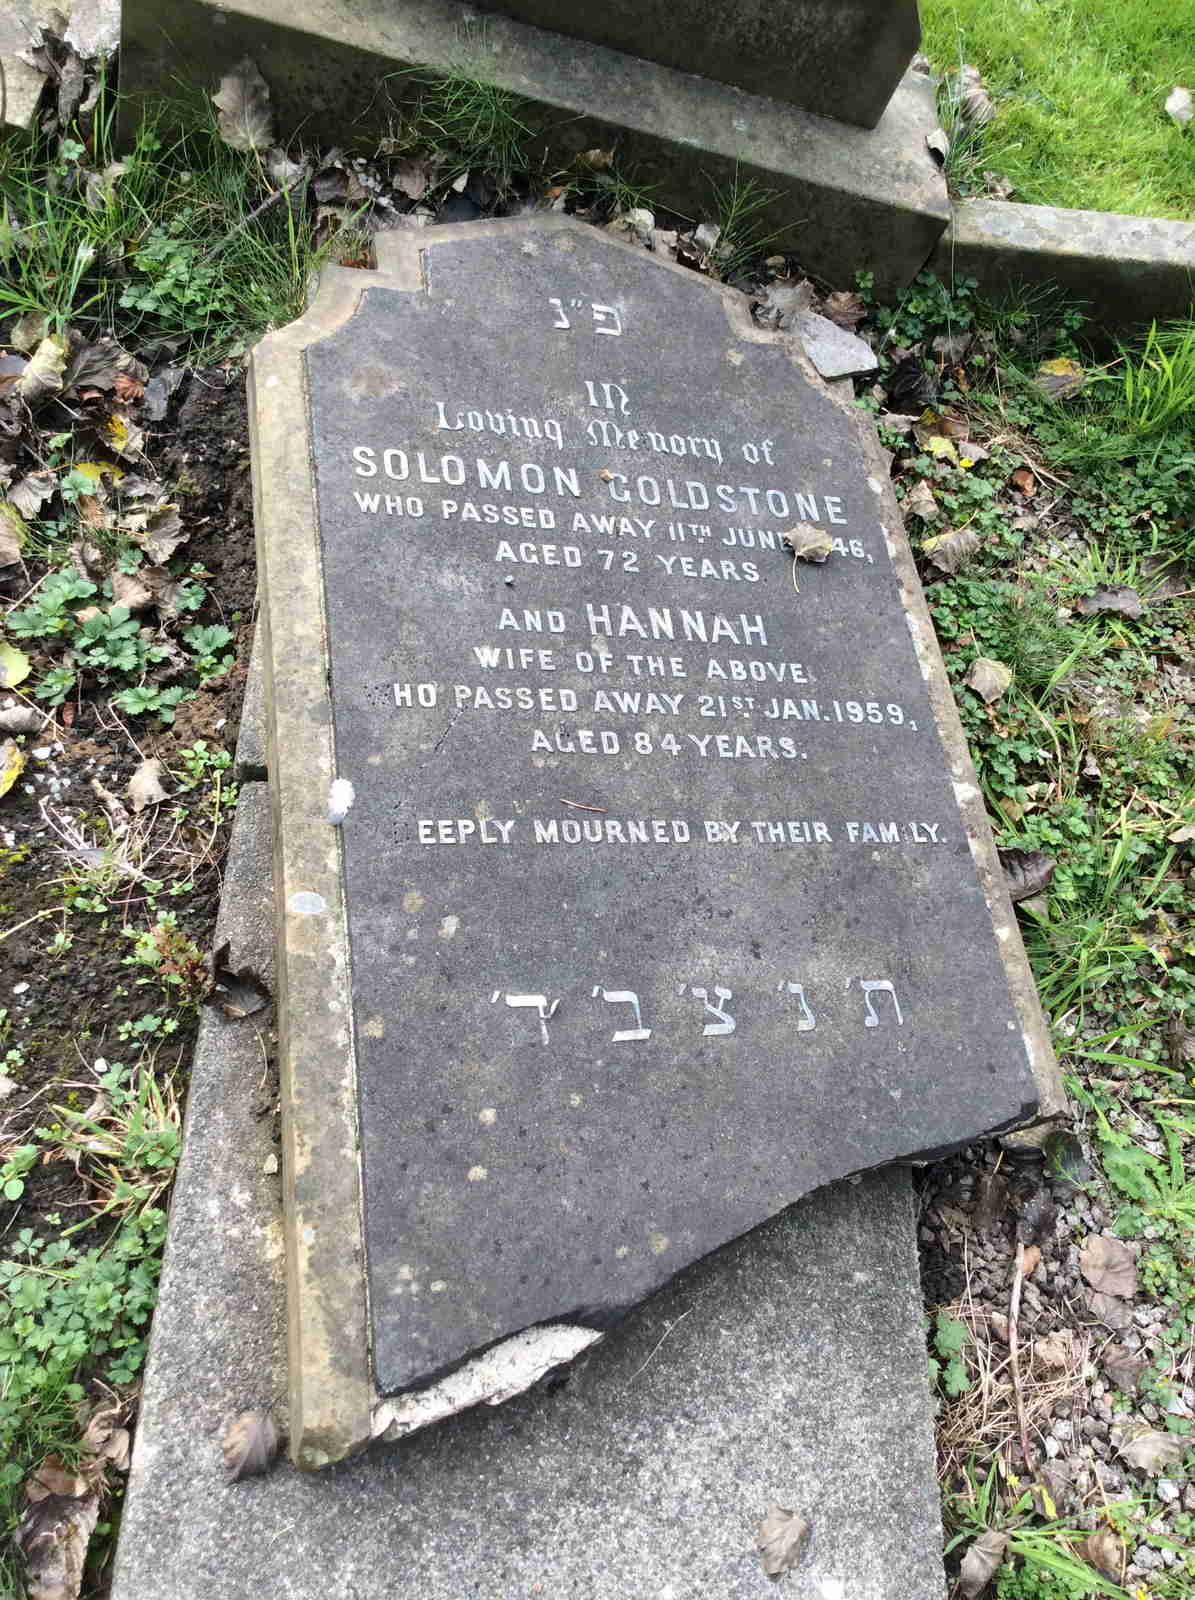 פ״נ
In
Loving Memory of
SOLOMON GOLDSTONE
WHO PASSED AWAY 11TH JUNE 46,
AGED 72 YEARS.
AND HANNAH
WIFE OF THE ABOVE
HO PASSED AWAY 21ST JAN. 1959,
AGED 84 YEARS.
EEPLY MOURNED BY THEIR FAM LY.
ת׳ נ׳ צ׳ ב׳ ד׳